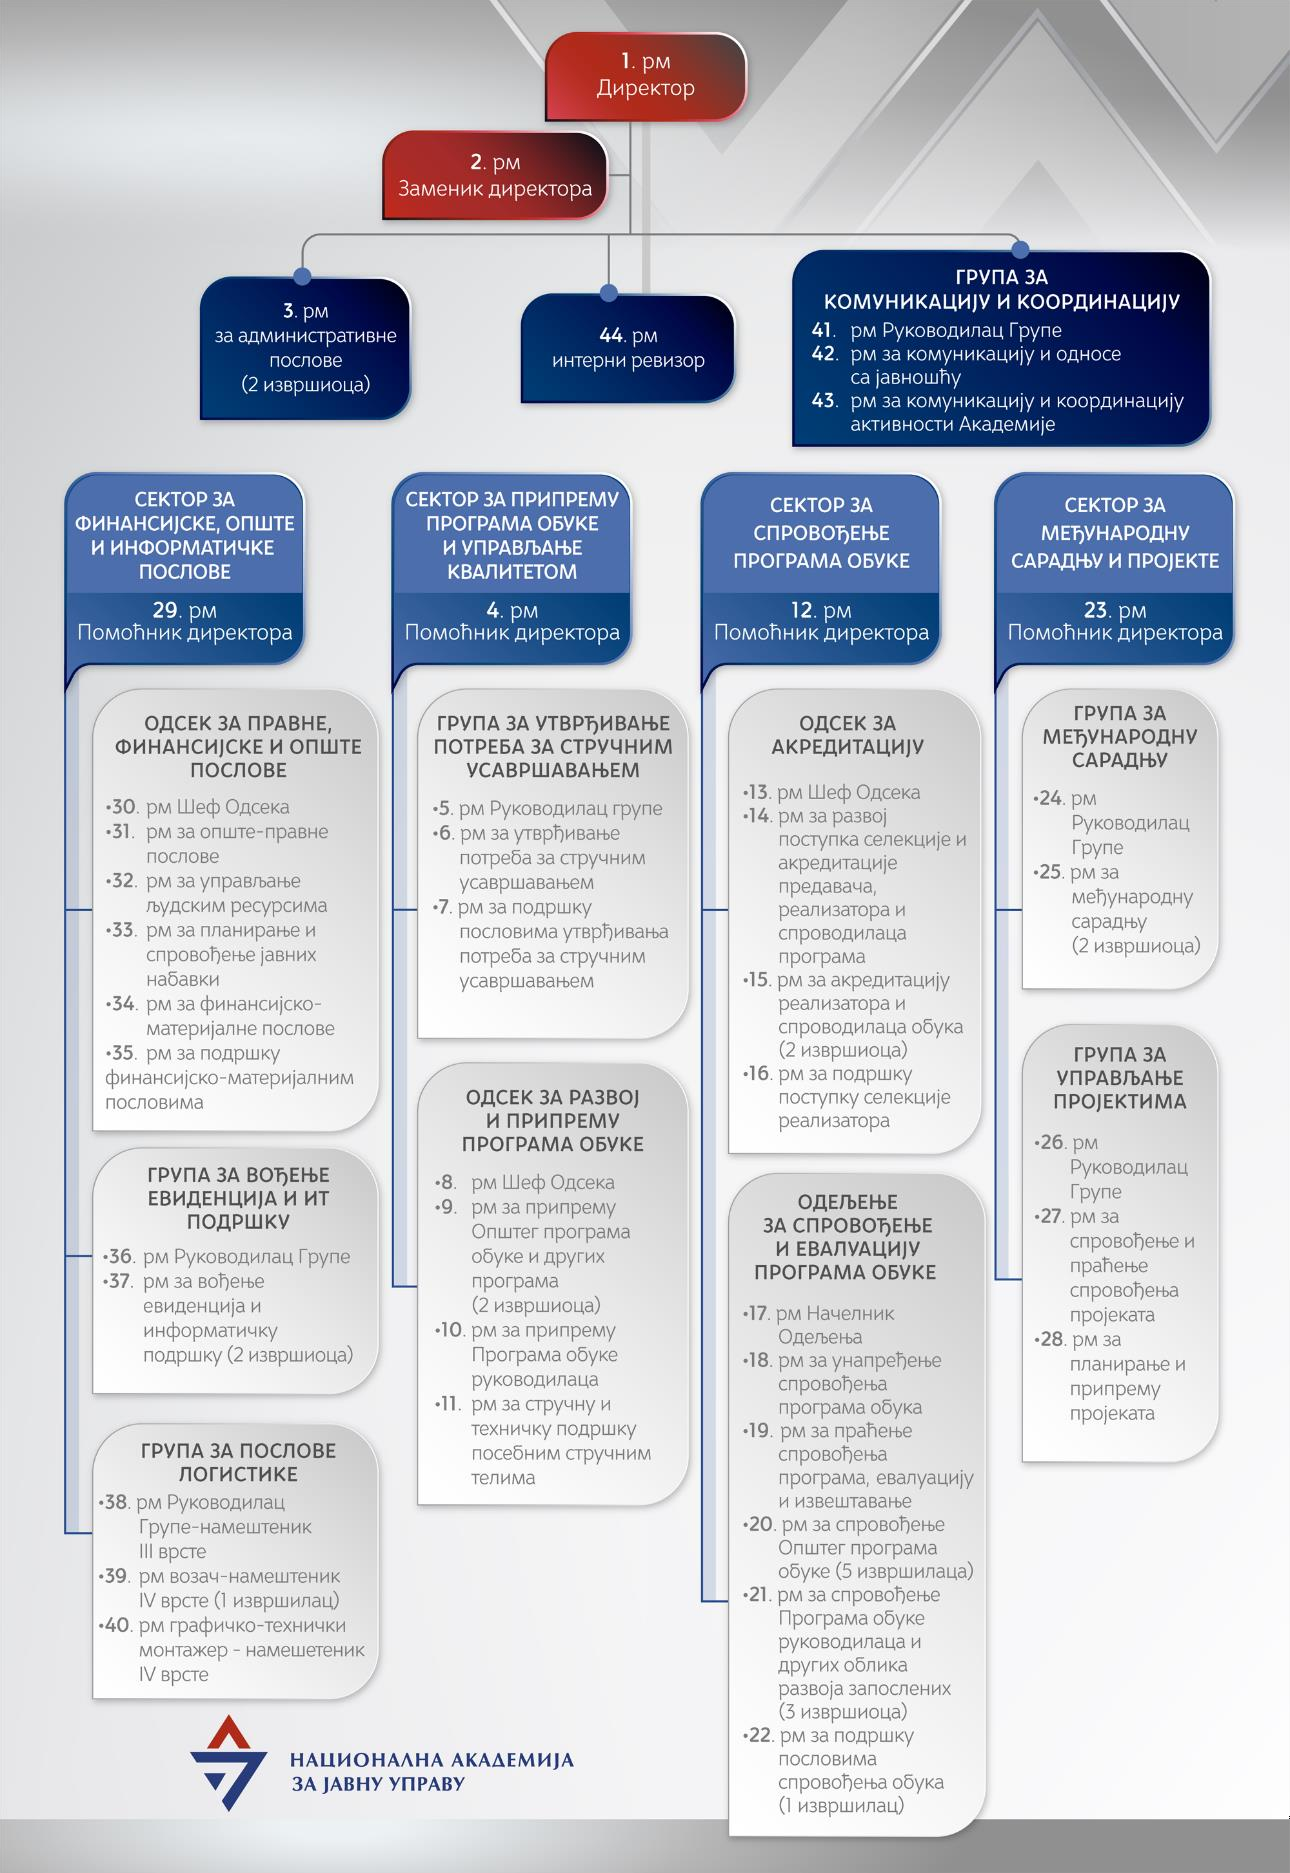 1. рм
Директор
2. рм
Заменик директора
3. рм
за административне
послове
(2 извршиоца)
44. рм
интерни ревизор
ГРУПА ЗА
КОМУНИКАЦИЈУ И КООРДИНАЦИЈУ
41. рм Руководилац Групе
42. рм за комуникацију и односе
са јавношћу
43. рм за комуникацију и координацију
активности Академије
СЕКТОР ЗА
ФИНАНСИЈСКЕ, ОПШТЕ
И ИНФОРМАТИЧКЕ
ПОСЛОВЕ
29. рм
Помоћник директора
ОДСЕК ЗА ПРАВНЕ,
ФИНАНСИЈСКЕ И ОПШТЕ
ПОСЛОВЕ
•30. рм Шеф Одсека
•31. рм за опште-правне
послове
•32. рм за управљање
људским ресурсима
•33. рм за планирање и
спровођење јавних
набавки
•34. рм за финансијско-
материјалне послове
•35. рм за подршку
финансијско-материјалним
пословима
ГРУПА ЗА ВОЂЕЊЕ
ЕВИДЕНЦИЈА И ИТ
ПОДРШКУ
•36. рм Руководилац Групе
•37. рм за вођење
евиденција и
информатичку
подршку (2 извршиоца)
ГРУПА ЗА ПОСЛОВЕ
ЛОГИСТИКЕ
•38. рм Руководилац
Групе-намештеник
III врсте
•39. рм возач-намештеник
IV врсте (1 извршилац)
•40. рм графичко-технички
монтажер - намешетеник
IV врсте
СЕКТОР ЗА ПРИПРЕМУ
ПРОГРАМА ОБУКЕ
И УПРАВЉАЊЕ
КВАЛИТЕТОМ
4. рм
Помоћник директора
ГРУПА ЗА УТВРЂИВАЊЕ
ПОТРЕБА ЗА СТРУЧНИМ
УСАВРШАВАЊЕМ
•5. рм Руководилац групе
•6. рм за утврђивање
потреба за стручним
усавршавањем
•7. рм за подршку
пословима утврђивања
потреба за стручним
усавршавањем
ОДСЕК ЗА РАЗВОЈ
И ПРИПРЕМУ
ПРОГРАМА ОБУКЕ
•8. рм Шеф Одсека
•9. рм за припрему
Општег програма
обуке и других
програма
(2 извршиоца)
•10. рм за припрему
Програма обуке
руководилаца
•11. рм за стручну и
техничку подршку
посебним стручним
телима
СЕКТОР ЗА
СПРОВОЂЕЊЕ
ПРОГРАМА ОБУКЕ
12. рм
Помоћник директора
ОДСЕК ЗА
АКРЕДИТАЦИЈУ
•13. рм Шеф Одсека
•14. рм за развој
поступка селекције и
акредитације
предавача,
реализатора и
спроводилаца
програма
•15. рм за акредитацију
реализатора и
спроводилаца обука
(2 извршиоца)
•16. рм за подршку
поступку селекције
реализатора
ОДЕЉЕЊЕ
ЗА СПРОВОЂЕЊЕ
И ЕВАЛУАЦИЈУ
ПРОГРАМА ОБУКЕ
•17. рм Начелник
Одељења
•18. рм за унапређење
спровођења
програма обука
•19. рм за праћење
спровођења
програма, евалуацију
и извештавање
•20. рм за спровођење
Општег програма
обуке (5 извршилаца)
•21. рм за спровођење
Програма обуке
руководилаца и
других облика
развоја запослених
(3 извршиоца)
•22. рм за подршку
пословима
спровођења обука
(1 извршилац)
СЕКТОР ЗА
МЕЂУНАРОДНУ
САРАДЊУ И ПРОЈЕКТЕ
23. рм
Помоћник директора
ГРУПА ЗА
МЕЂУНАРОДНУ
САРАДЊУ
•24. рм
Руководилац
Групе
•25. рм за
међународну
сарадњу
(2 извршиоца)
ГРУПА ЗА
УПРАВЉАЊЕ
ПРОЈЕКТИМА
•26. рм
Руководилац
Групе
•27. рм за
спровођење и
праћење
спровођења
пројеката
•28. рм за
планирање и
припрему
пројеката
НАЦИОНАЛНА АКАДЕМИЈА
ЗА ЈАВНУ УПРАВУ